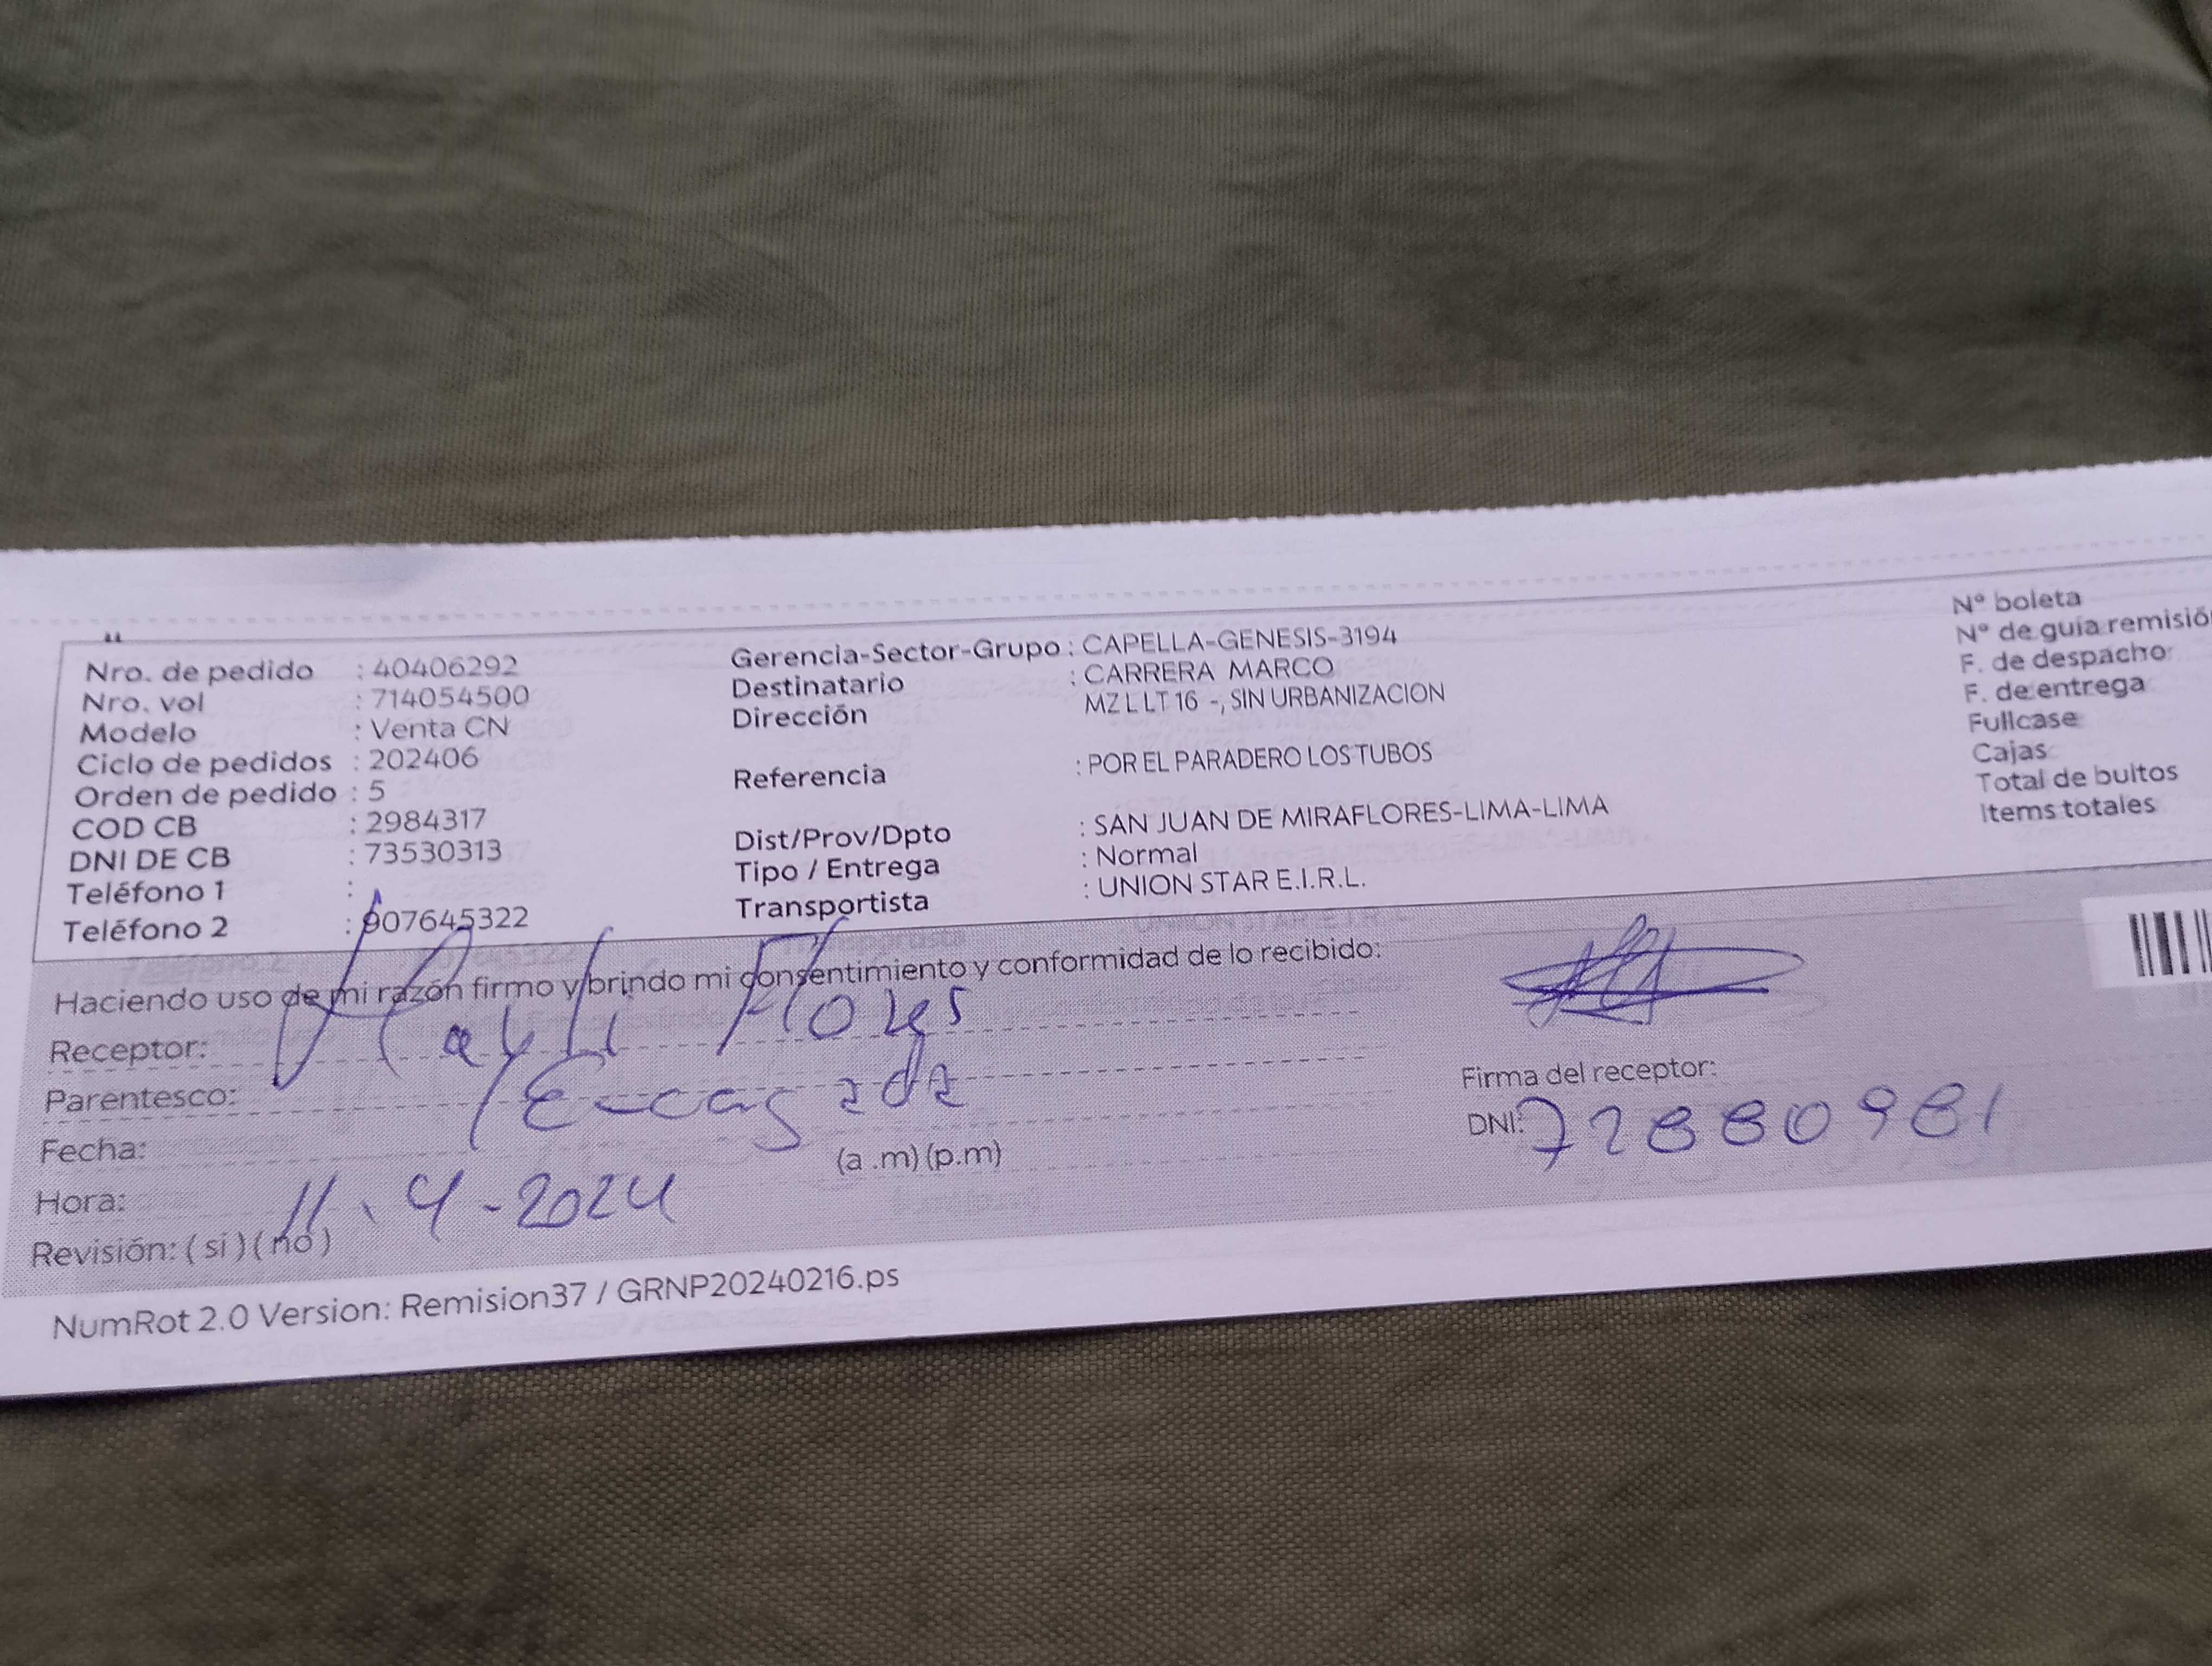 Nro. de pedido : 40406292
Nro. vol : 714054500
Modelo : Venta CN
Ciclo de pedidos : 202406
Orden de pedido : 5
COD CB : 2984317
DNI DE CB : 73530313
Teléfono 1 :
Teléfono 2 : 907645322
Gerencia-Sector-Grupo : CAPELLA-GENESIS-3194
Destinatario : CARRERA MARCO
Dirección MZ L LT 16 -, SIN URBANIZACION
Referencia : POR EL PARADERO LOS TUBOS
Dist/Prov/Dpto : SAN JUAN DE MIRAFLORES-LIMA-LIMA
Tipo / Entrega : Normal
Transportista : UNION STAR E.I.R.L.
Nº boleta
Nº de guía remisió
F. de despacho
F. de entrega
Fullcase
Cajas
Total de bultos
Items totales
Haciendo uso de mi razón firmo y brindo mi consentimiento y conformidad de lo recibido:
Receptor: Flores
Parentesco:
Fecha: (a .m) (p.m)
Hora: 11. 4 - 2024
Revisión: ( si ) ( no )
Firma del receptor:
DNI: 72880981
NumRot 2.0 Version: Remision37 / GRNP20240216.ps